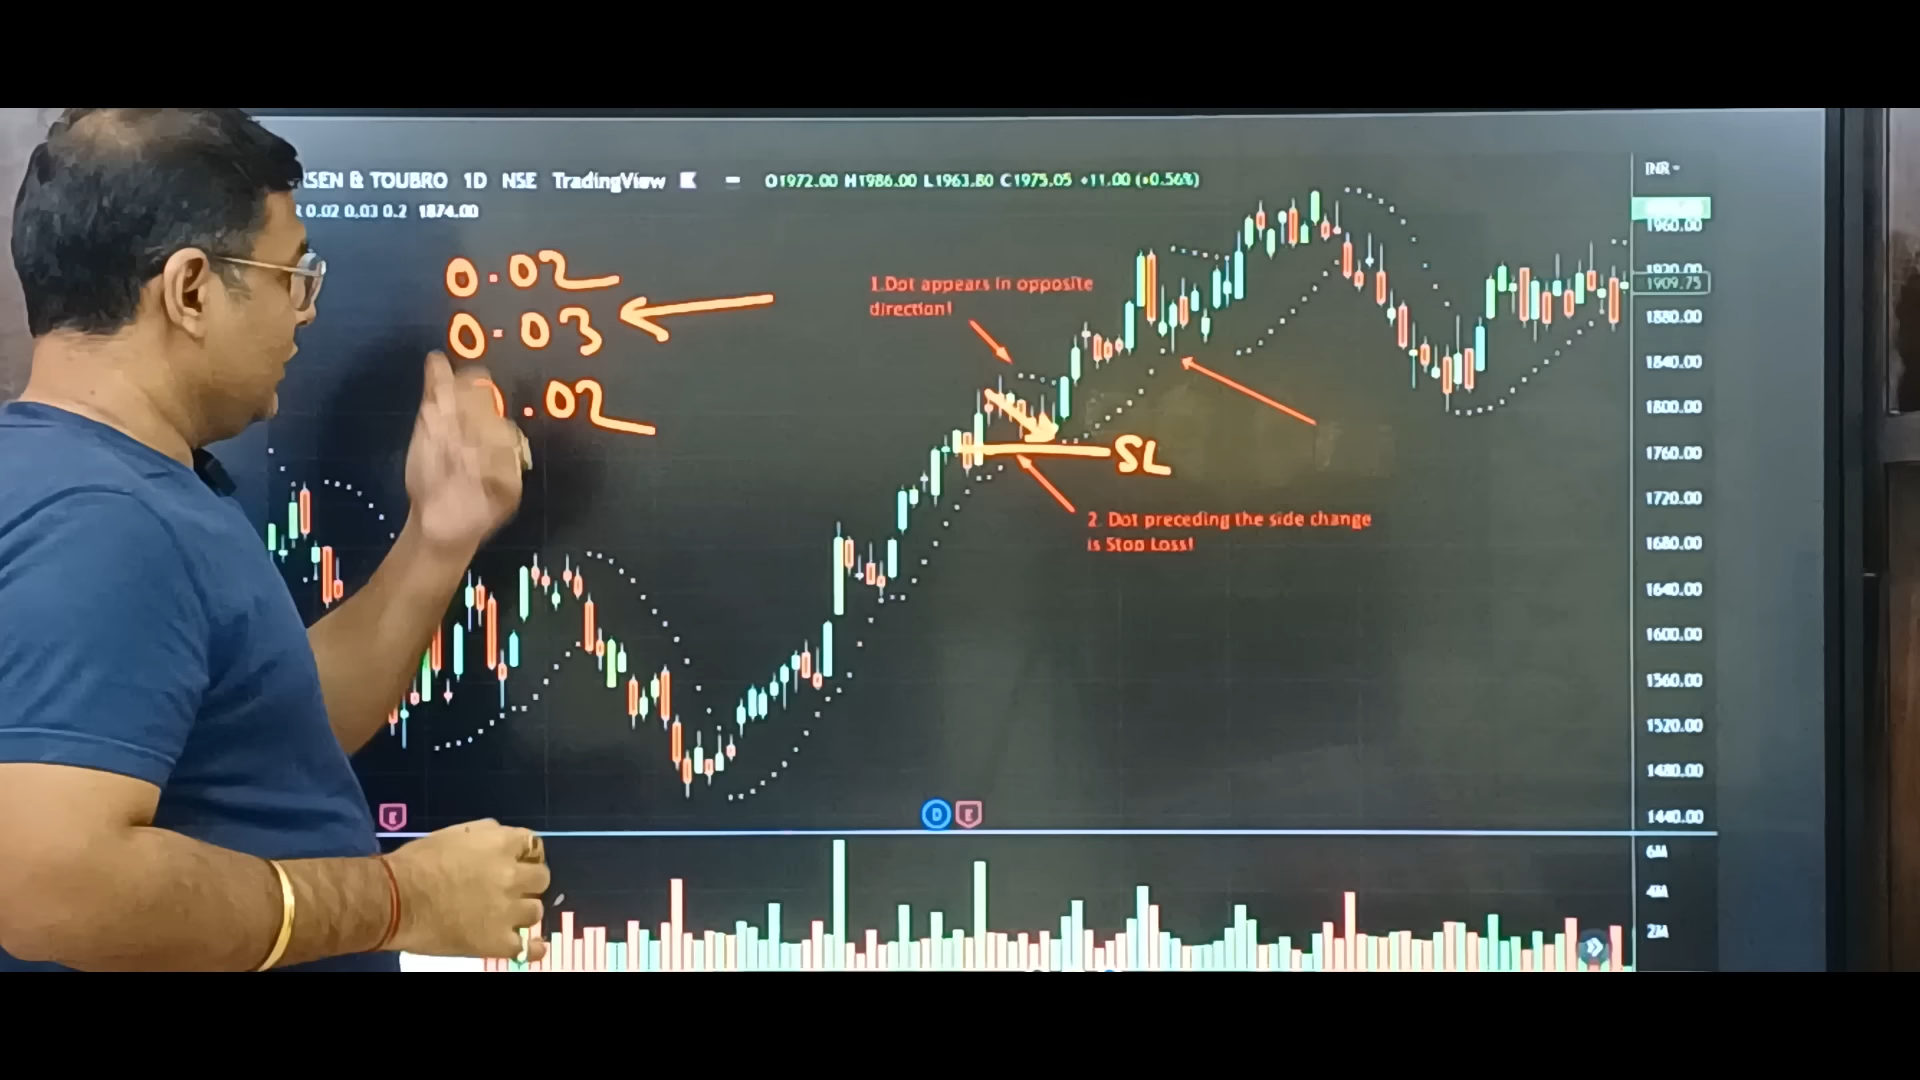 RSEN & TOUBRO 1D NSE TradingView O1972.00 H1986.00 L1963.80 C1975.05 +11.00 (+0.56%)
INR
0.02 0.03 0.2 1874.00
0.02
0.03
0.02
1.Dot appears in opposite
direction!
SL
2. Dot preceding the side change
is Stop Loss!
1960.00
1920.00
1909.75
1880.00
1840.00
1800.00
1760.00
1720.00
1680.00
1640.00
1600.00
1560.00
1520.00
1480.00
1440.00
E
D
E
6M
4M
2M